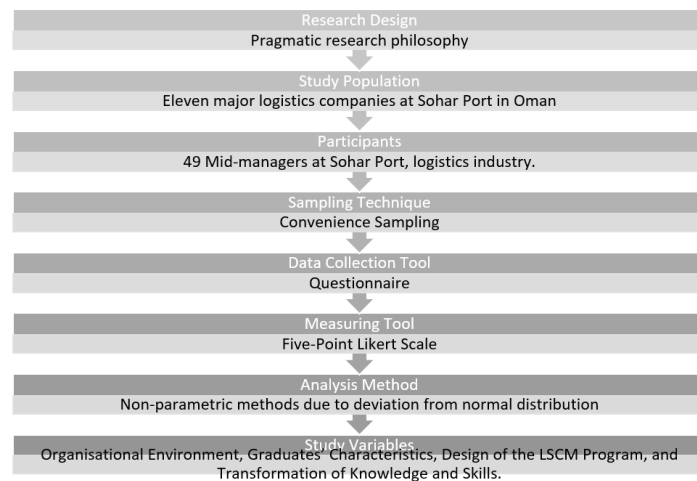 Research Design
Pragmatic research philosophy
Study Population
Eleven major logistics companies at Sohar Port in Oman
Participants
49 Mid-managers at Sohar Port, logistics industry.
Sampling Technique
Convenience Sampling
Data Collection Tool
Questionnaire
Measuring Tool
Five-Point Likert Scale
Analysis Method
Non-parametric methods due to deviation from normal distribution
Study Variables
Organisational Environment, Graduates' Characteristics, Design of the LSCM Program, and
Transformation of Knowledge and Skills.